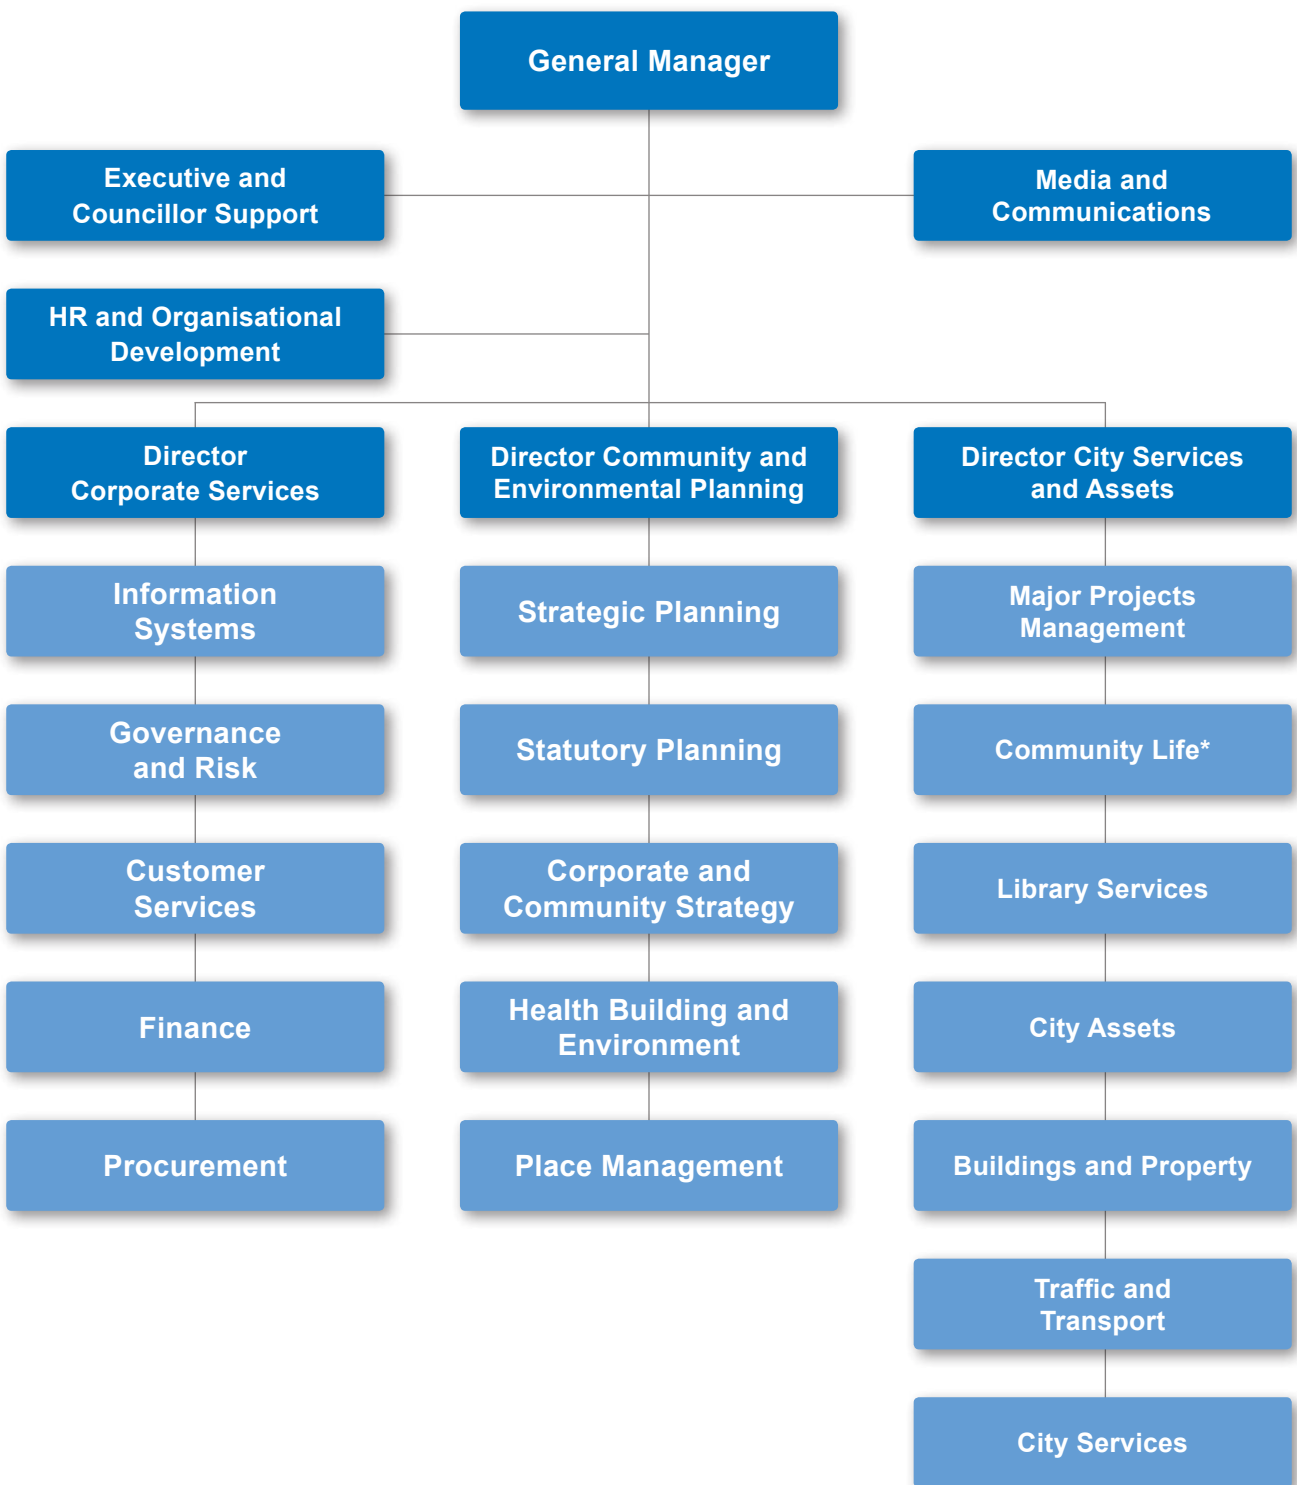 General Manager
Executive and
Councillor Support
Media and
Communications
HR and Organisational
Development
Director
Corporate Services
Director Community and
Environmental Planning
Director City Services
and Assets
Information
Systems
Strategic Planning
Major Projects
Management
Governance
and Risk
Statutory Planning
Community Life*
Customer
Services
Corporate and
Community Strategy
Library Services
Finance
Health Building and
Environment
City Assets
Procurement
Place Management
Buildings and Property
Traffic and
Transport
City Services